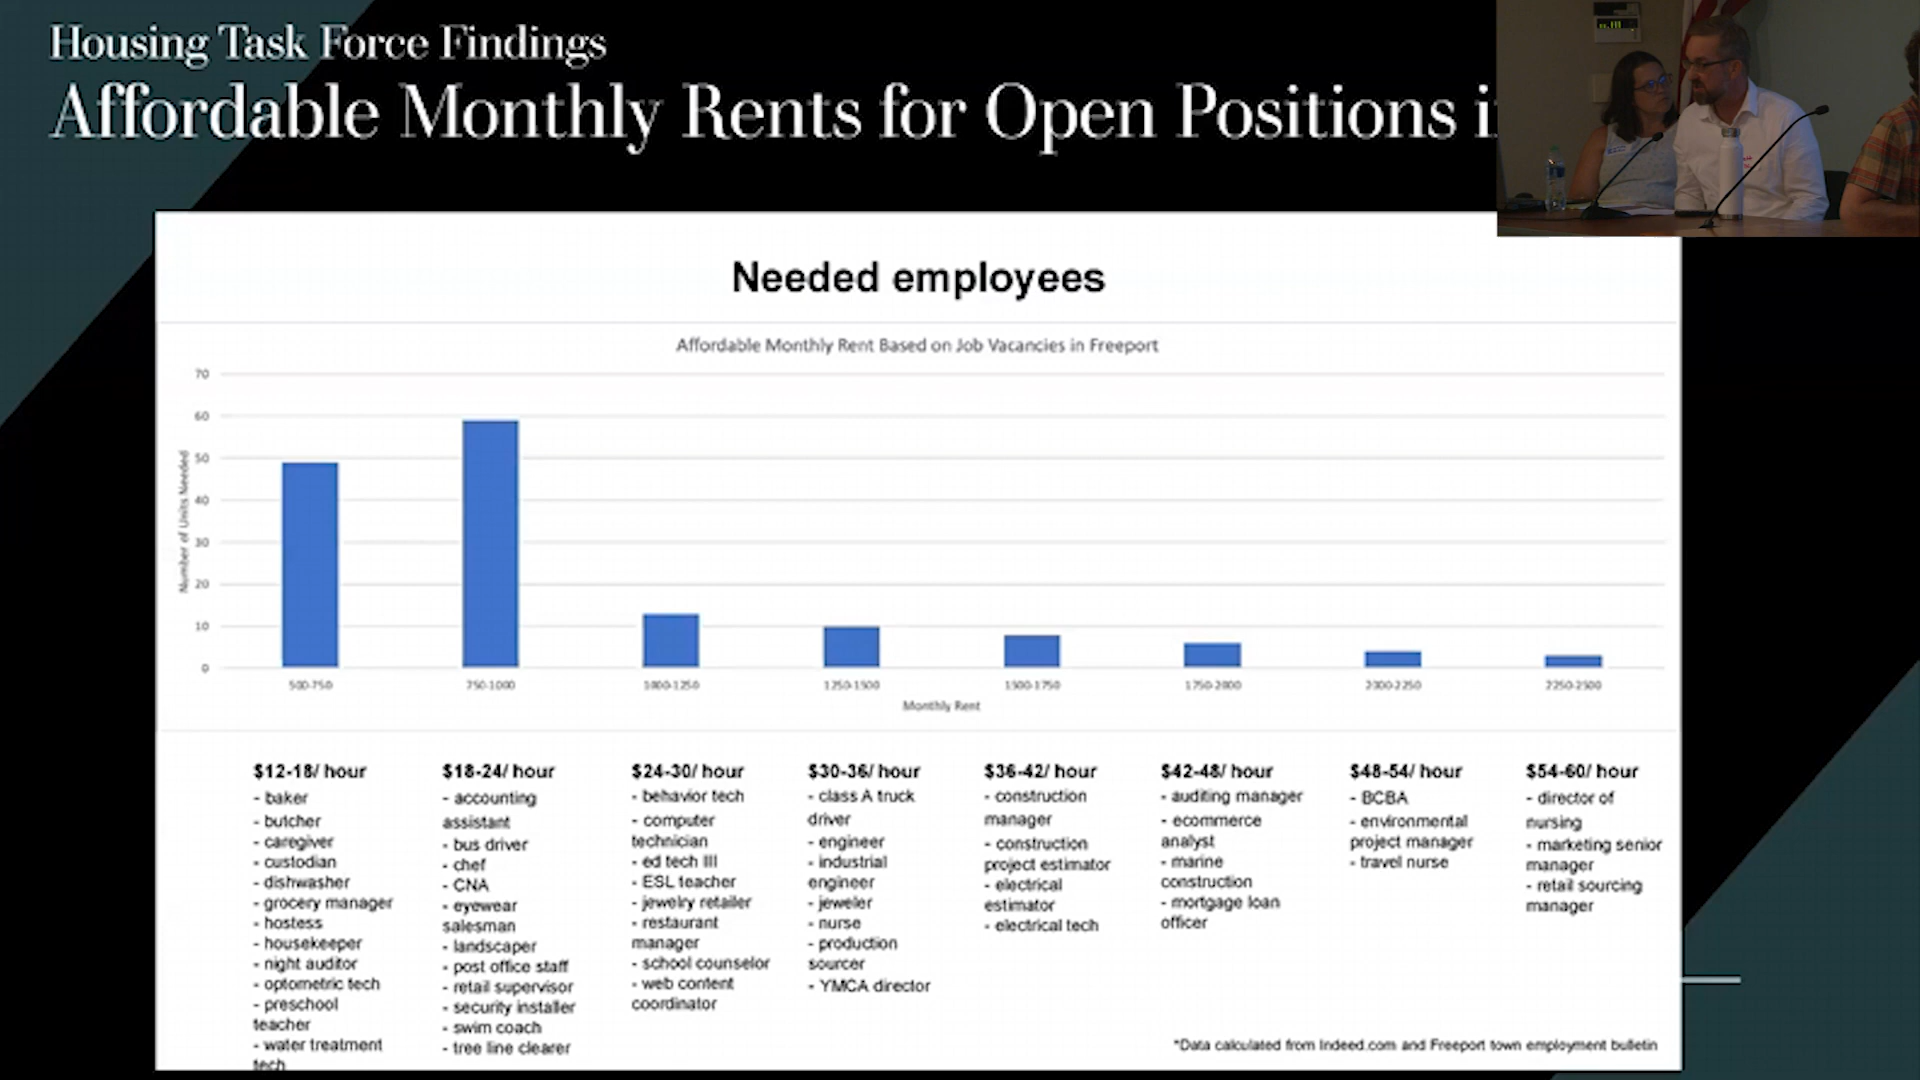 Housing Task Force Findings
Affordable Monthly Rents for Open Positions i
Needed employees
Affordable Monthly Rent Based on Job Vacancies in Freeport
Number of Units Needed
70
60
50
40
30
20
10
0
500-750 750-1000 1000-1250 1250-1500 1500-1750 1750-2000 2000-2250 2250-2500
Monthly Rent
$12-18/ hour
- baker
- butcher
- caregiver
- custodian
- dishwasher
- grocery manager
- hostess
- housekeeper
- night auditor
- optometric tech
- preschool
teacher
- water treatment
tech
$18-24/ hour
- accounting
assistant
- bus driver
- chef
- CNA
- eyewear
salesman
- landscaper
- post office staff
- retail supervisor
- security installer
- swim coach
- tree line clearer
$24-30/ hour
- behavior tech
- computer
technician
- ed tech III
- ESL teacher
- jewelry retailer
- restaurant
manager
- school counselor
- web content
coordinator
$30-36/ hour
- class A truck
driver
- engineer
- industrial
engineer
- jeweler
- nurse
- production
sourcer
- YMCA director
$36-42/ hour
- construction
manager
- construction
project estimator
- electrical
estimator
- electrical tech
$42-48/ hour
- auditing manager
- ecommerce
analyst
- marine
construction
- mortgage loan
officer
$48-54/ hour
- BCBA
- environmental
project manager
- travel nurse
$54-60/ hour
- director of
nursing
- marketing senior
manager
- retail sourcing
manager
*Data calculated from Indeed.com and Freeport town employment bulletin